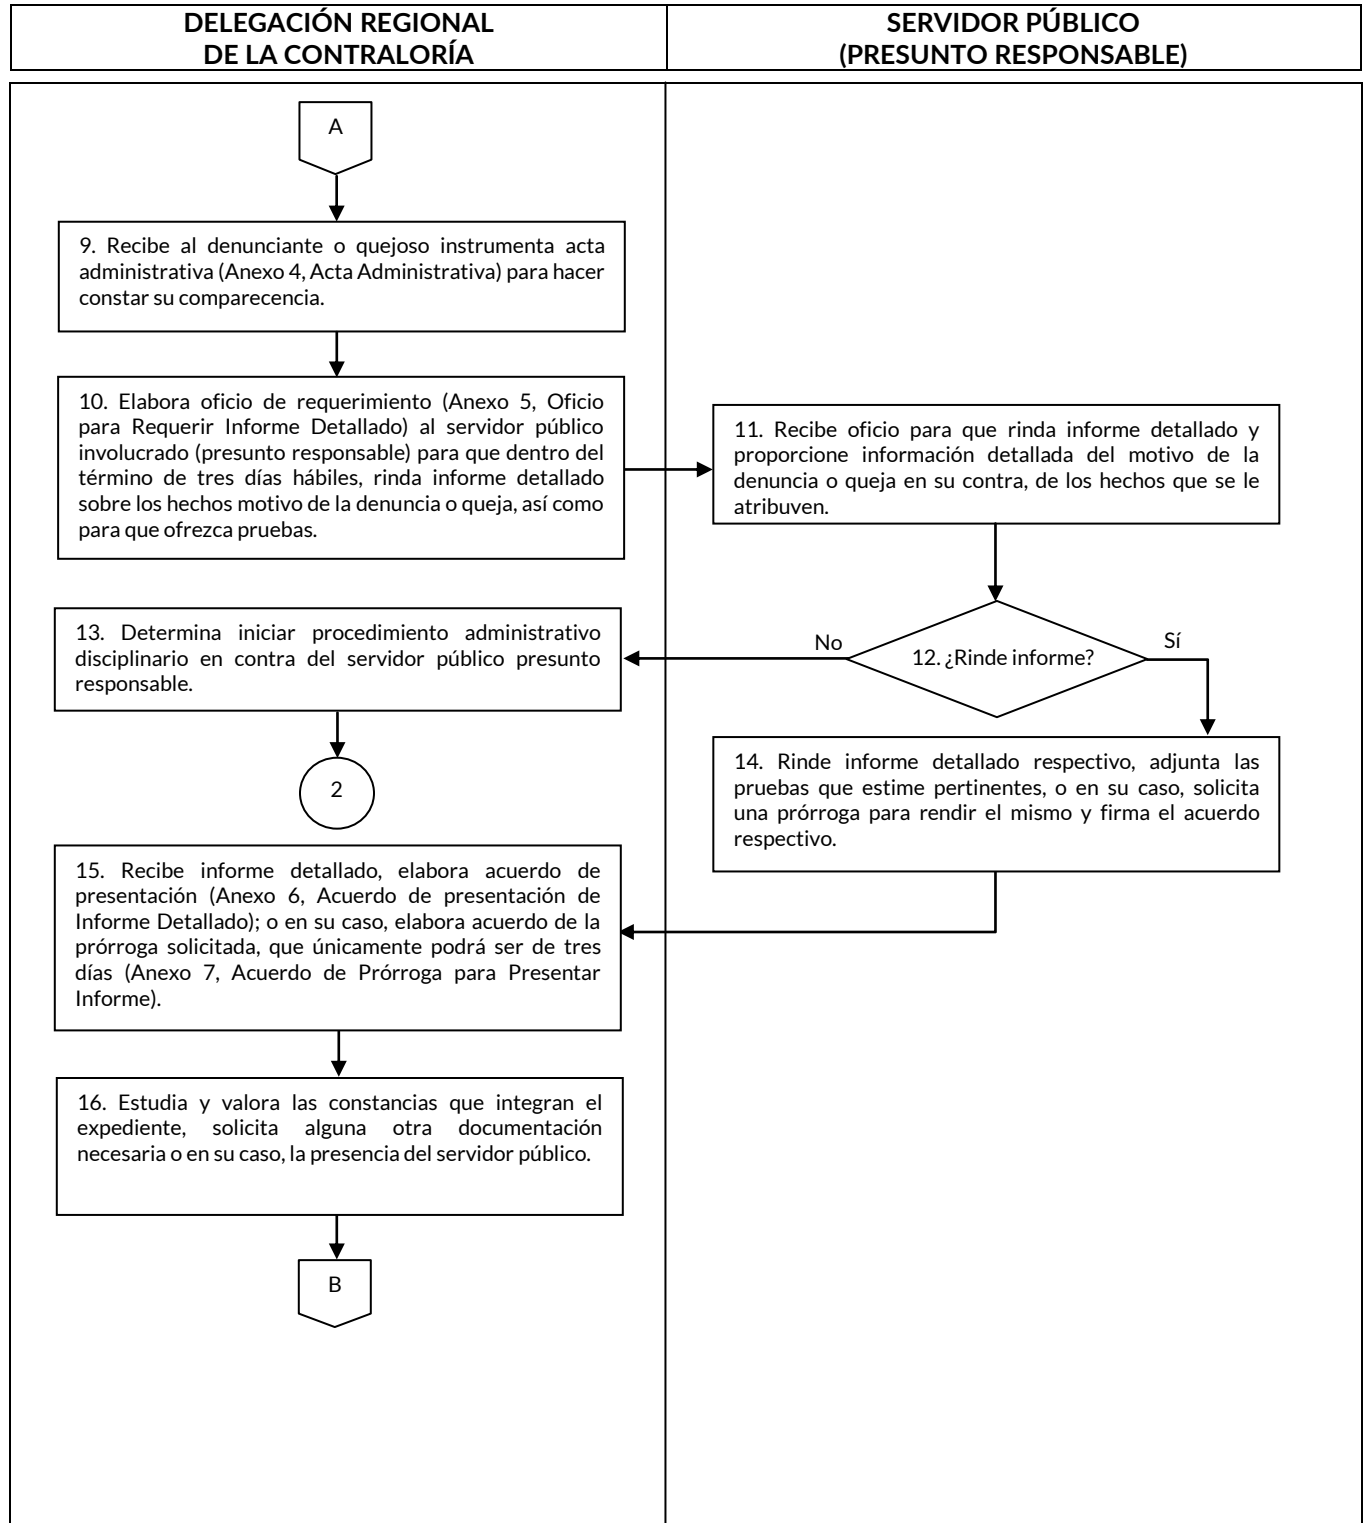 DELEGACIÓN REGIONAL
DE LA CONTRALORÍA
SERVIDOR PÚBLICO
(PRESUNTO RESPONSABLE)
A
9. Recibe al denunciante o quejoso instrumenta acta
administrativa (Anexo 4, Acta Administrativa) para hacer
constar su comparecencia.
10. Elabora oficio de requerimiento (Anexo 5, Oficio
para Requerir Informe Detallado) al servidor público
involucrado (presunto responsable) para que dentro del
término de tres días hábiles, rinda informe detallado
sobre los hechos motivo de la denuncia o queja, así como
para que ofrezca pruebas.
11. Recibe oficio para que rinda informe detallado y
proporcione información detallada del motivo de la
denuncia o queja en su contra, de los hechos que se le
atribuyen.
12. ¿Rinde informe?
No
Sí
13. Determina iniciar procedimiento administrativo
disciplinario en contra del servidor público presunto
responsable.
2
14. Rinde informe detallado respectivo, adjunta las
pruebas que estime pertinentes, o en su caso, solicita
una prórroga para rendir el mismo y firma el acuerdo
respectivo.
15. Recibe informe detallado, elabora acuerdo de
presentación (Anexo 6, Acuerdo de presentación de
Informe Detallado); o en su caso, elabora acuerdo de la
prórroga solicitada, que únicamente podrá ser de tres
días (Anexo 7, Acuerdo de Prórroga para Presentar
Informe).
16. Estudia y valora las constancias que integran el
expediente, solicita alguna otra documentación
necesaria o en su caso, la presencia del servidor público.
B